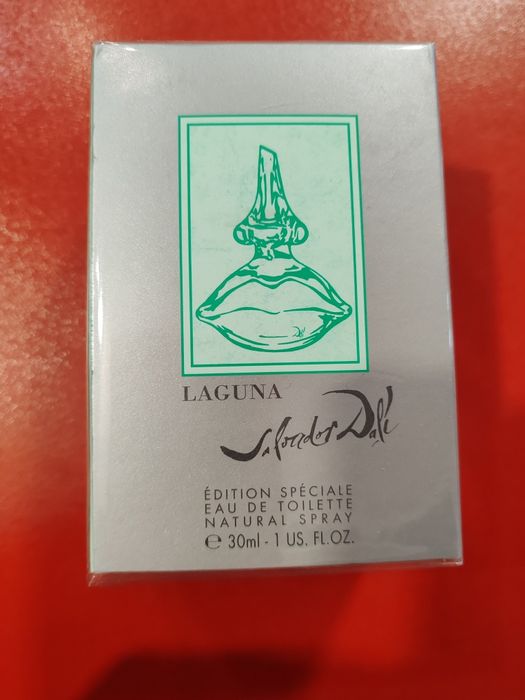 LAGUNA
Salvador Dalí
ÉDITION SPÉCIALE
EAU DE TOILETTE
NATURAL SPRAY
℮ 30ml - 1 US. FL.OZ.